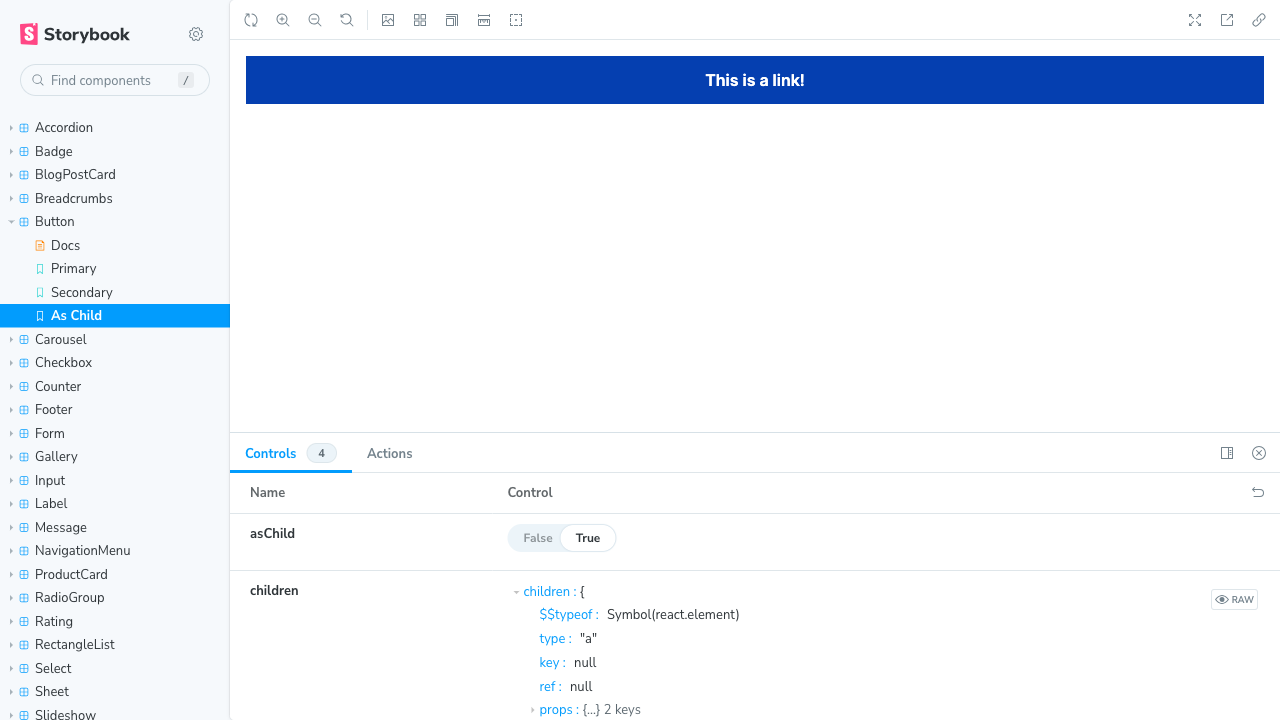 Storybook
Find components
/
Accordion
Badge
BlogPostCard
Breadcrumbs
Button
Docs
Primary
Secondary
As Child
Carousel
Checkbox
Counter
Footer
Form
Gallery
Input
Label
Message
NavigationMenu
ProductCard
RadioGroup
Rating
RectangleList
Select
Sheet
Slideshow
This is a link!
Controls 4 Actions
Name Control
asChild False True
children children : {
RAW
$$typeof : Symbol(react.element)
type : "a"
key : null
ref : null
props : {...} 2 keys